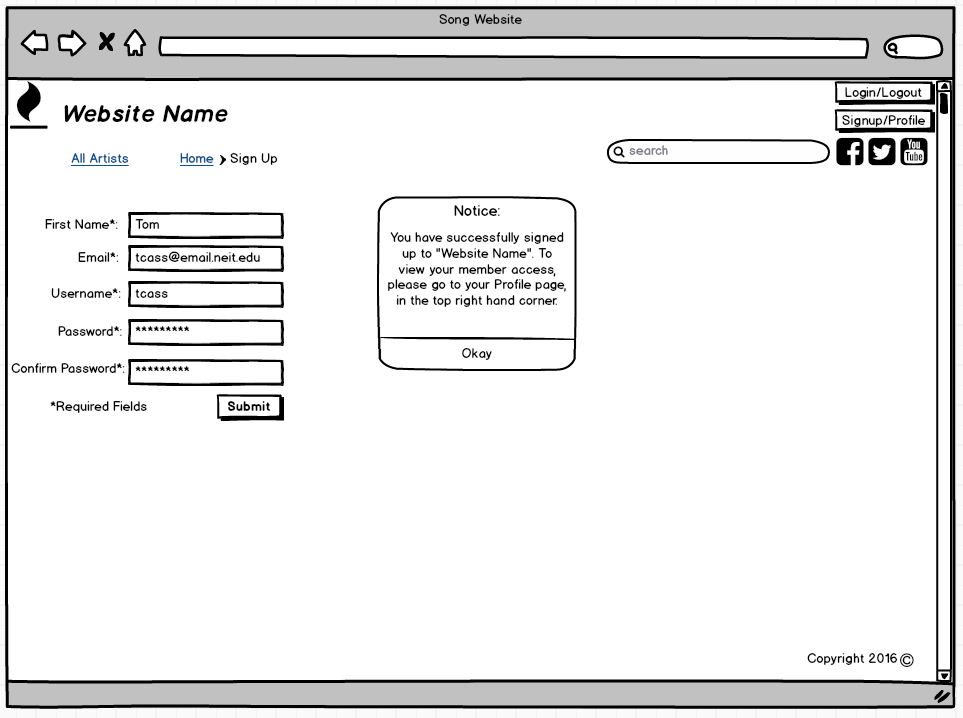 Song Website
Login/Logout
Website Name
Signup/Profile
All Artists
Home
Sign Up
search
You
Tube
First Name*:
Tom
Email*:
tcass@email.neit.edu
Username*:
tcass
Password*:
*********
Confirm Password*:
*********
*Required Fields
Submit
Notice:
You have successfully signed
up to "Website Name". To
view your member access,
please go to your Profile page,
in the top right hand corner.
Okay
Copyright 2016 ©